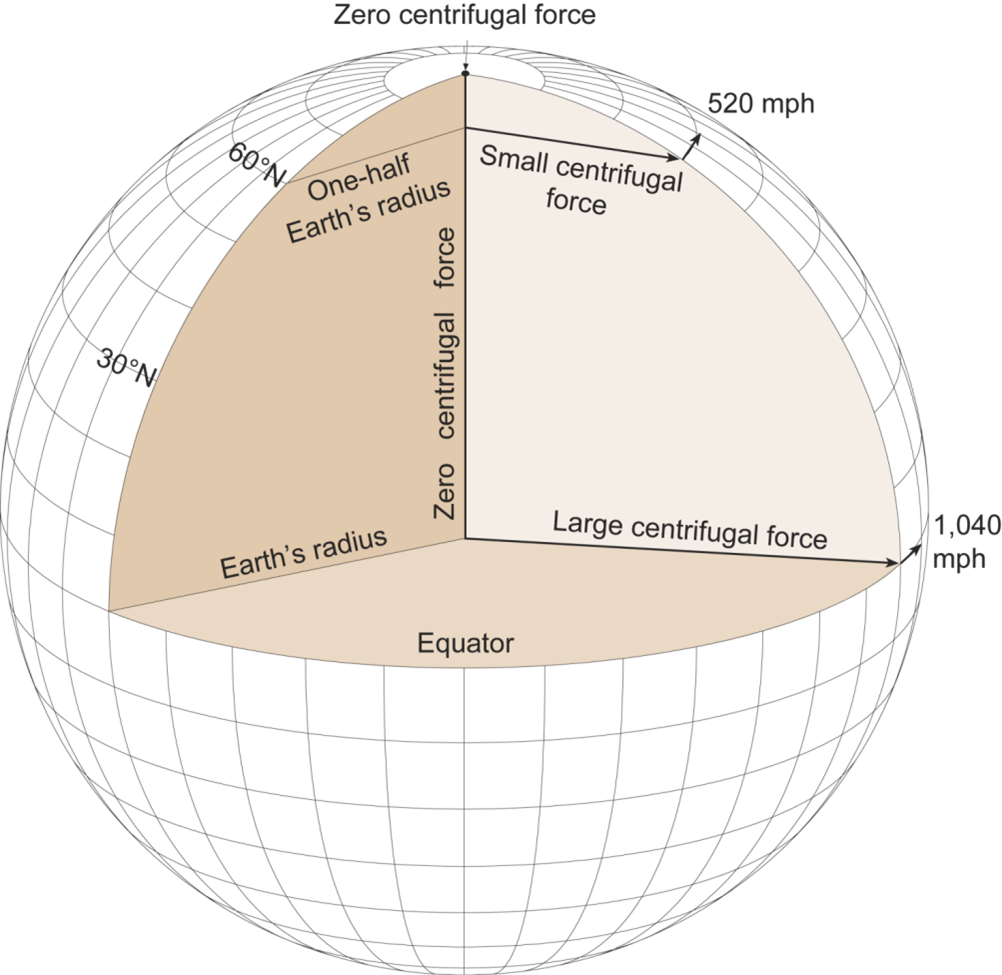 Zero centrifugal force
520 mph
60°N
One-half
Earth's radius
Small centrifugal
force
Zero centrifugal force
30°N
Earth's radius
Large centrifugal force
1,040
mph
Equator